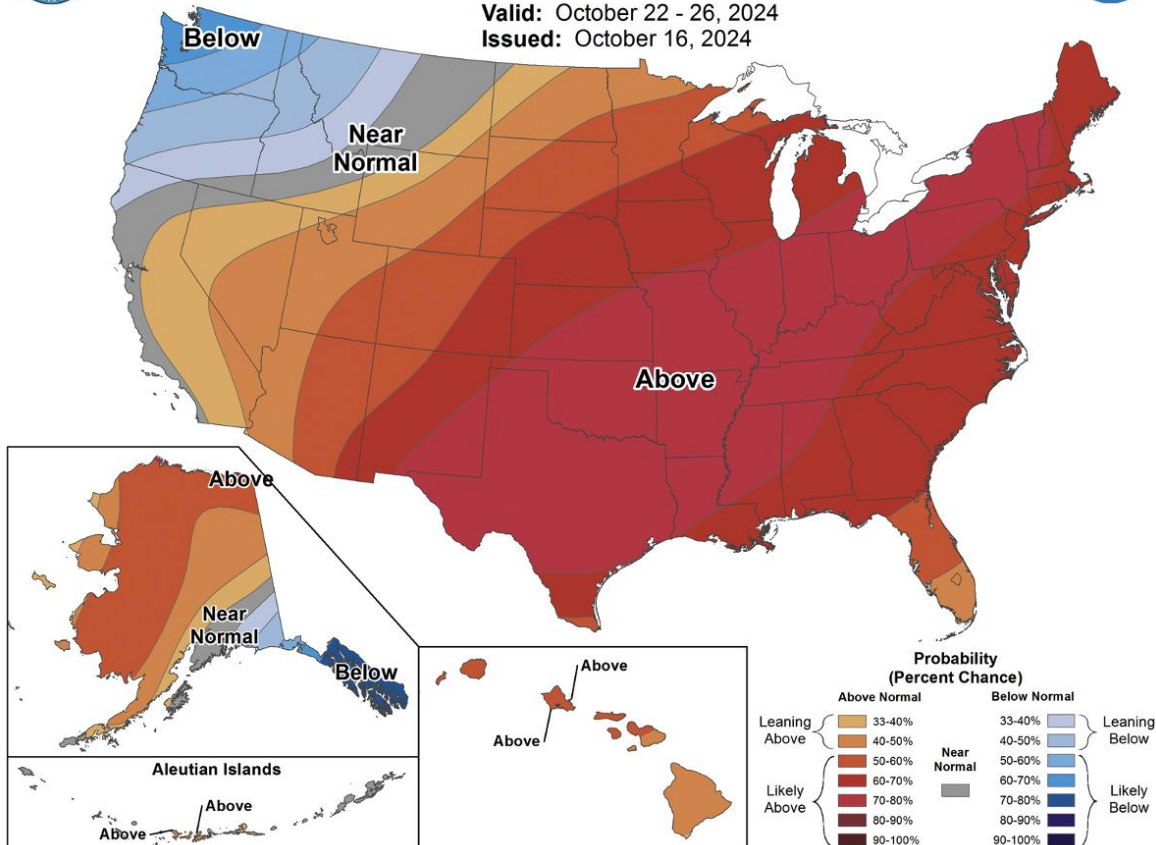 Valid: October 22 - 26, 2024
Issued: October 16, 2024
Below
Near
Normal
Above
Above
Near
Normal
Below
Aleutian Islands
Above
Above
Above
Above
Probability
(Percent Chance)
Above Normal
Below Normal
Leaning
Above
33-40%
40-50%
Likely
Above
50-60%
60-70%
70-80%
80-90%
90-100%
Near
Normal
33-40%
40-50%
Leaning
Below
50-60%
60-70%
70-80%
80-90%
90-100%
Likely
Below